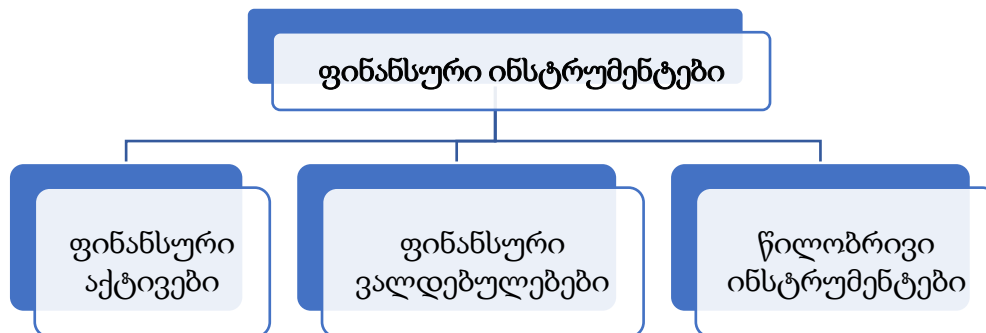 ფინანსური ინსტრუმენტები
ფინანსური
აქტივები
ფინანსური
ვალდებულებები
წილობრივი
ინსტრუმენტები